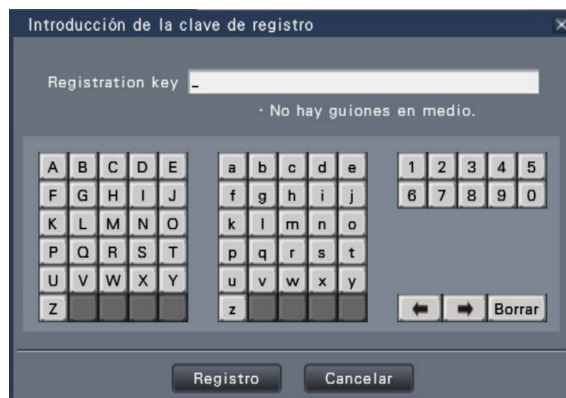 Introducción de la clave de registro
Registration key _
· No hay guiones en medio.
A B C D E a b c d e 1 2 3 4 5
F G H I J f g h i j 6 7 8 9 0
K L M N O k l m n o
P Q R S T p q r s t
U V W X Y u v w x y
Z z ← → Borrar
Registro Cancelar